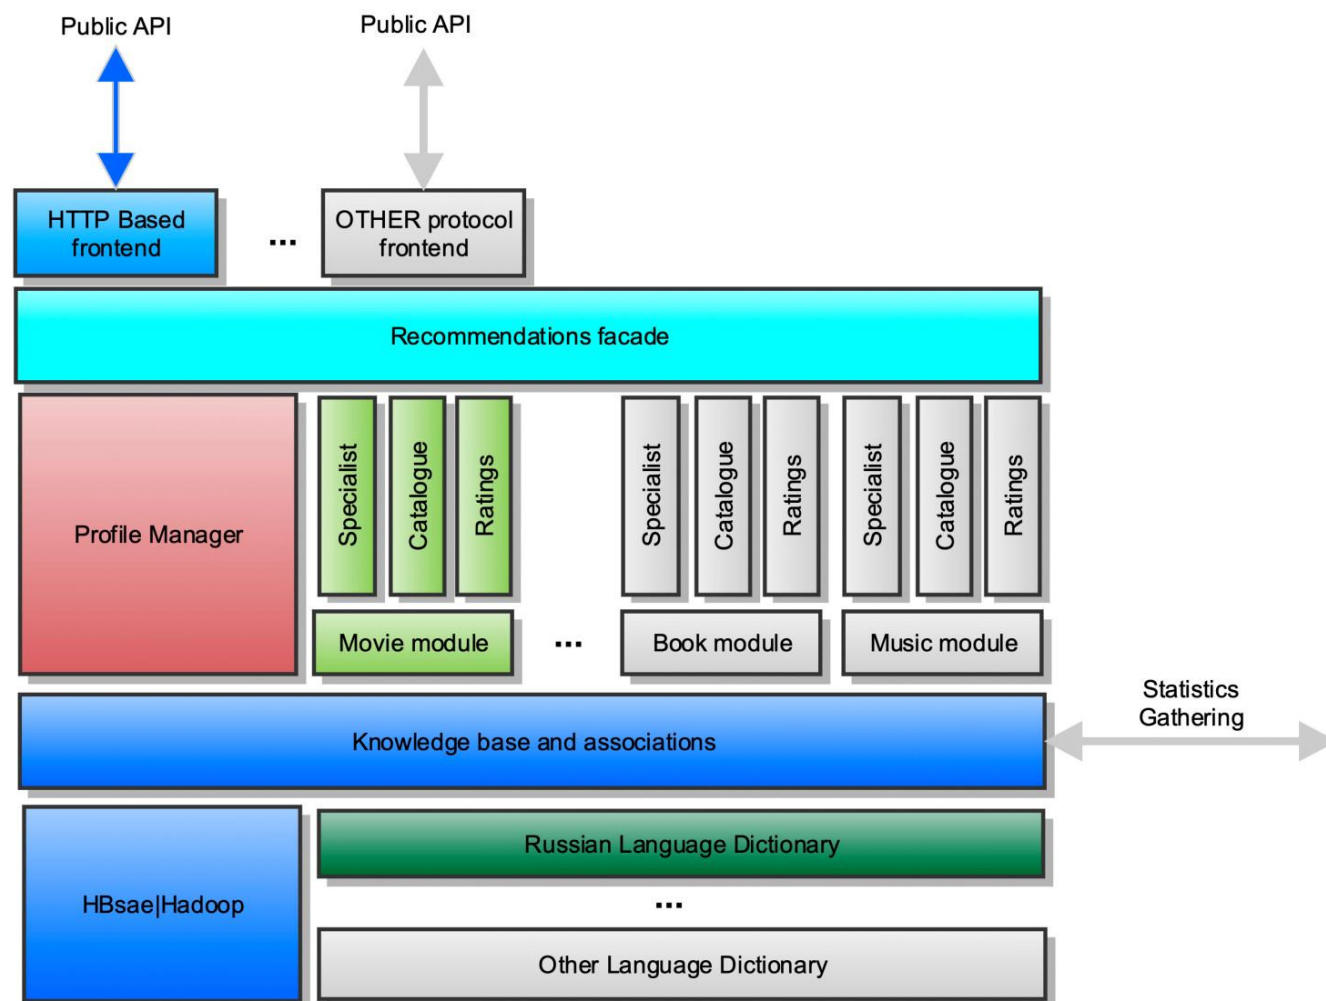 Public API
Public API
HTTP Based
frontend
...
OTHER protocol
frontend
Recommendations facade
Profile Manager
Specialist
Catalogue
Ratings
Movie module
...
Specialist
Catalogue
Ratings
Book module
Specialist
Catalogue
Ratings
Music module
Statistics
Gathering
Knowledge base and associations
HBsae|Hadoop
Russian Language Dictionary
...
Other Language Dictionary